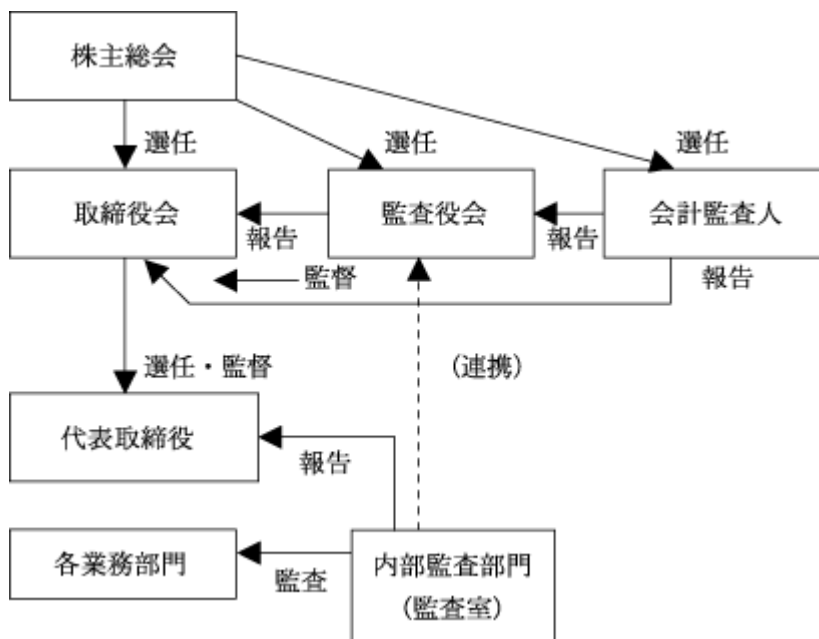 株主総会
選任
選任
選任
取締役会
監査役会
会計監査人
報告
報告
監督
報告
選任・監督
(連携)
代表取締役
報告
各業務部門
監査
内部監査部門
(監査室)